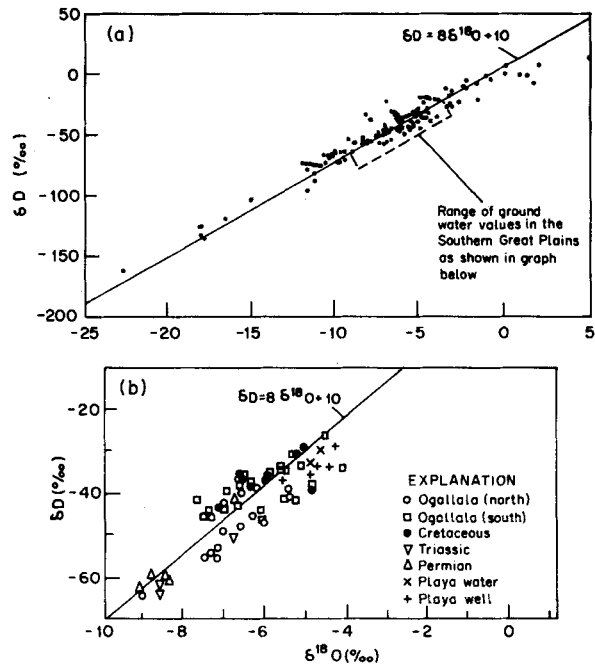 (a)
δD = 8δ¹⁸O + 10
50
0
-50
-100
-150
-200
δD (‰)
Range of ground
water values in the
Southern Great Plains
as shown in graph
below
-25
-20
-15
-10
-5
0
5
(b)
δD=8 δ¹⁸O+10
-20
-40
-60
δD (‰)
EXPLANATION
Ogallala (north)
Ogallala (south)
Cretaceous
Triassic
Permian
Playa water
Playa well
-10
-8
-6
-4
-2
0
δ¹⁸O (‰)